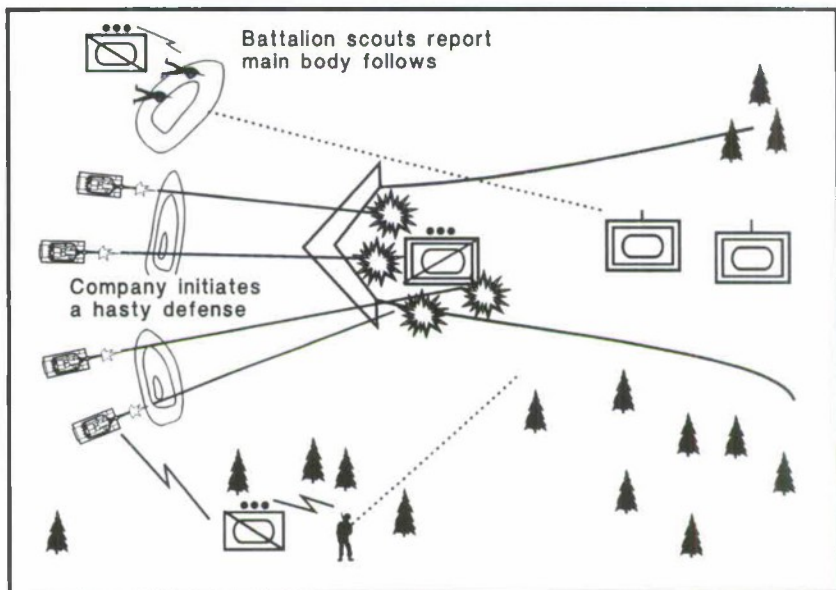 Battalion scouts report
main body follows
Company initiates
a hasty defense